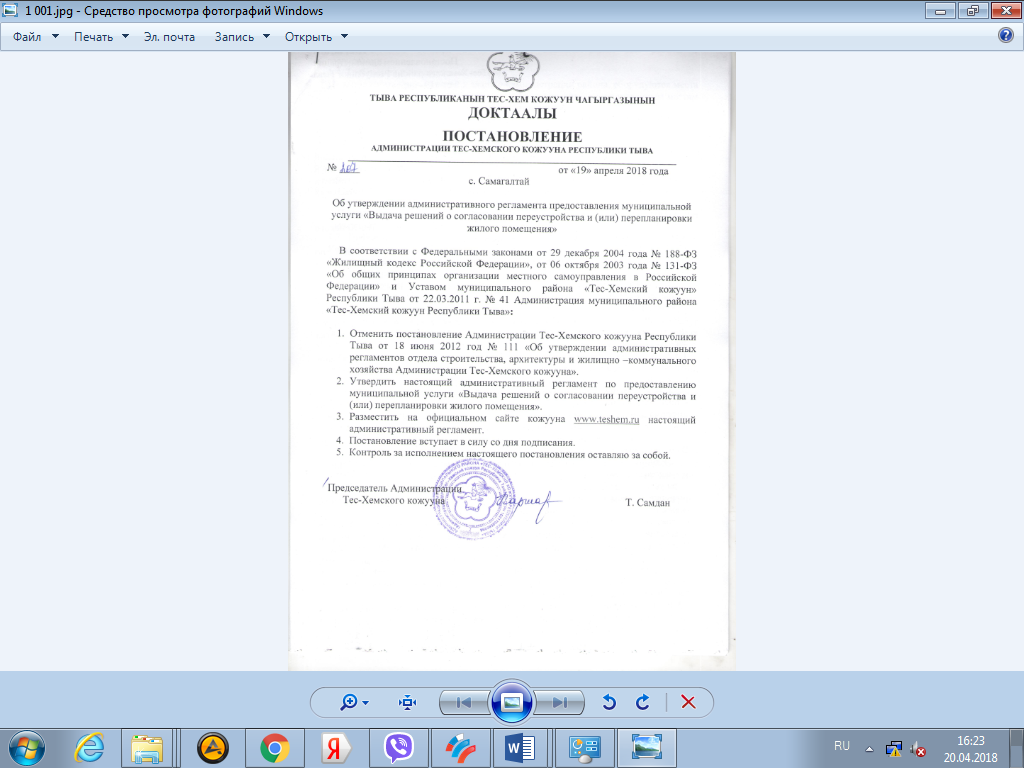 1 001.jpg - Средство просмотра фотографий Windows
Файл Печать Эл. почта Запись Открыть
ТЫВА РЕСПУБЛИКАНЫН ТЕС-ХЕМ КОЖУУН ЧАГЫРГАЗЫНЫН
ДОКТААЛЫ
ПОСТАНОВЛЕНИЕ
АДМИНИСТРАЦИИ ТЕС-ХЕМСКОГО КОЖУУНА РЕСПУБЛИКИ ТЫВА
№ от «19» апреля 2018 года
с. Самагалтай
Об утверждении административного регламента предоставления муниципальной
услуги «Выдача решений о согласовании переустройства и (или) перепланировки
жилого помещения»
В соответствии с Федеральными законами от 29 декабря 2004 года № 188-ФЗ
«Жилищный кодекс Российской Федерации», от 06 октября 2003 года № 131-ФЗ
«Об общих принципах организации местного самоуправления в Российской
Федерации» и Уставом муниципального района «Тес-Хемский кожуун»
Республики Тыва от 22.03.2011 г. № 41 Администрация муниципального района
«Тес-Хемский кожуун Республики Тыва»:
1. Отменить постановление Администрации Тес-Хемского кожууна Республики
Тыва от 18 июня 2012 год № 111 «Об утверждении административных
регламентов отдела строительства, архитектуры и жилищно –коммунального
хозяйства Администрации Тес-Хемского кожууна».
2. Утвердить настоящий административный регламент по предоставлению
муниципальной услуги «Выдача решений о согласовании переустройства и
(или) перепланировки жилого помещения».
3. Разместить на официальном сайте кожууна www.teshem.ru настоящий
административный регламент.
4. Постановление вступает в силу со дня подписания.
5. Контроль за исполнением настоящего постановления оставляю за собой.
Председатель Администрации
Тес-Хемского кожууна Т. Самдан
RU
16:23
20.04.2018